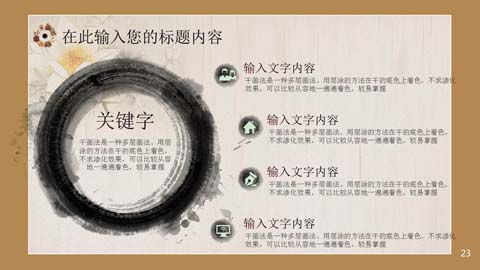 在此输入您的标题内容
关键字
干画法是一种多层画法。用层
涂的方法在干的底色上着色，
不求渗化效果，可以比较从容
地一遍遍着色，较易掌握
输入文字内容
干画法是一种多层画法。用层涂的方法在干的底色上着色，不求渗化
效果，可以比较从容地一遍遍着色，较易掌握
输入文字内容
干画法是一种多层画法。用层涂的方法在干的底色上着色，
不求渗化效果，可以比较从容地一遍遍着色，较易掌握
输入文字内容
干画法是一种多层画法。用层涂的方法在干的底色上着色，
不求渗化效果，可以比较从容地一遍遍着色，较易掌握
输入文字内容
干画法是一种多层画法。用层涂的方法在干的底色上着色，不求渗化
效果，可以比较从容地一遍遍着色，较易掌握
23